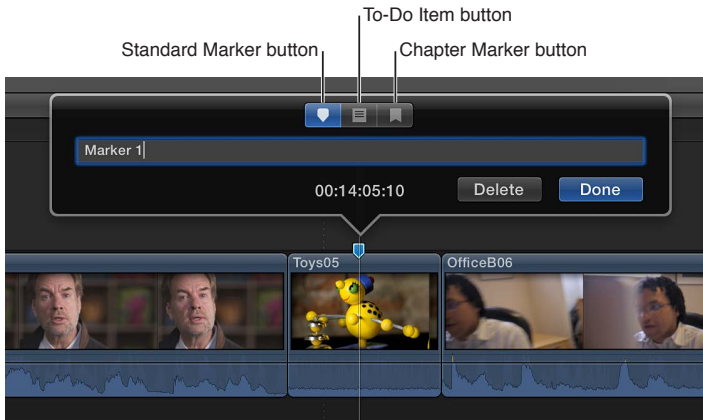 To-Do Item button
Standard Marker button
Chapter Marker button
Marker 1
00:14:05:10
Delete
Done
Toys05
OfficeB06